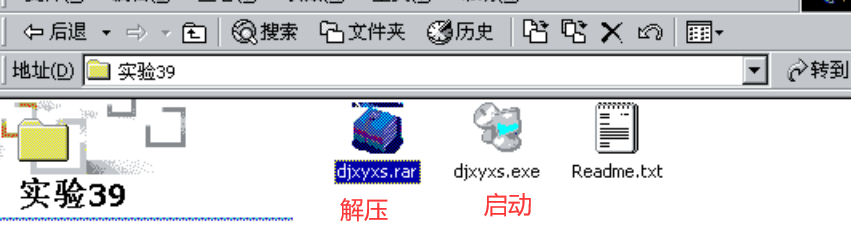 后退 搜索 文件夹 历史
地址(D) 实验39 转到
djxyxs.rar djxyxs.exe Readme.txt
实验39
解压 启动